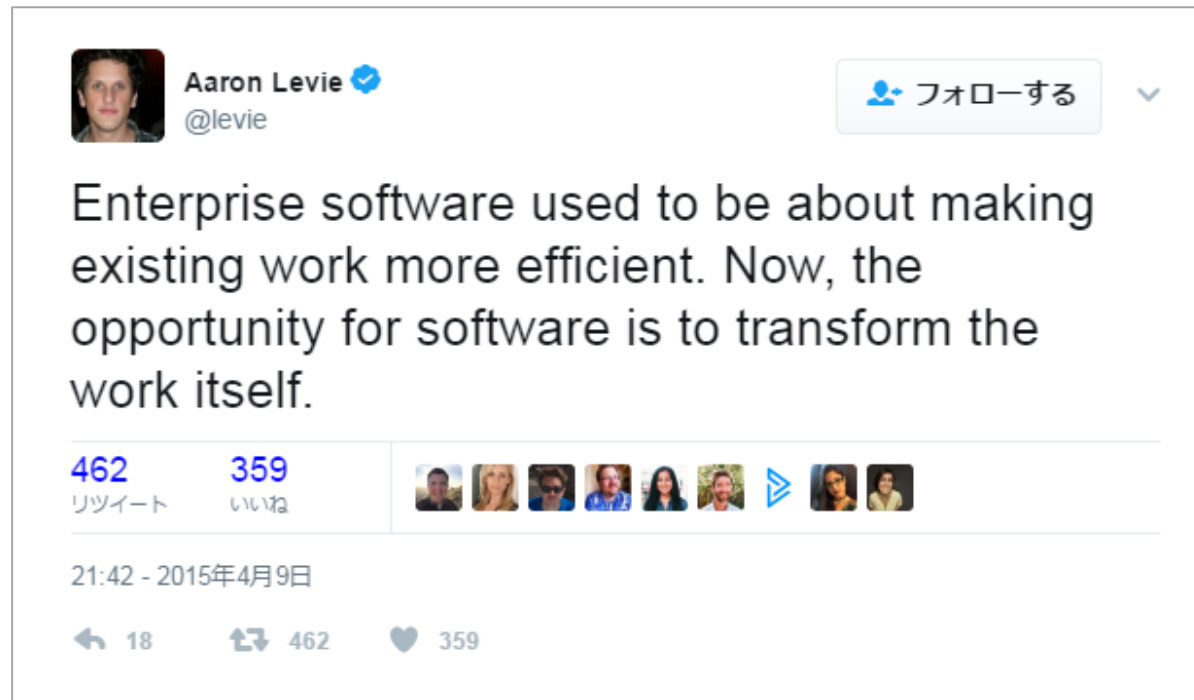 Aaron Levie
@levie
フォローする
Enterprise software used to be about making
existing work more efficient. Now, the
opportunity for software is to transform the
work itself.
462 359
リツイート いいね
21:42 - 2015年4月9日
18 462 359